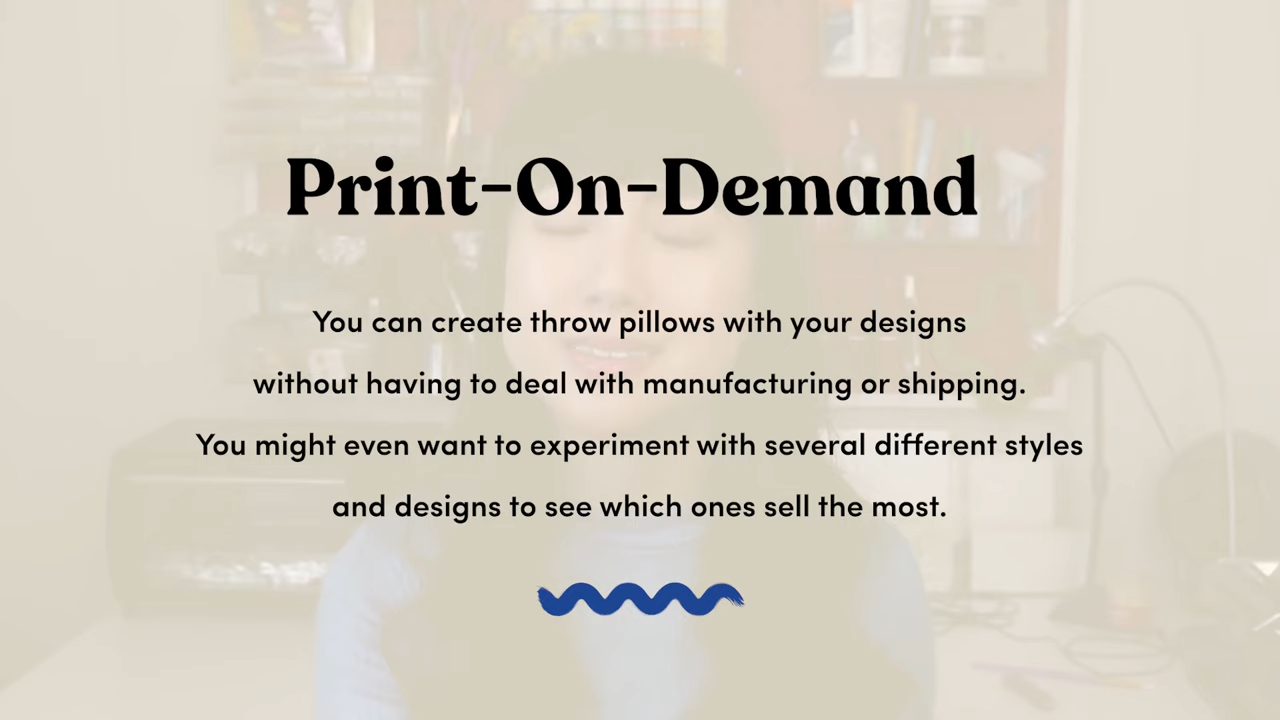 Print-On-Demand
You can create throw pillows with your designs
without having to deal with manufacturing or shipping.
You might even want to experiment with several different styles
and designs to see which ones sell the most.